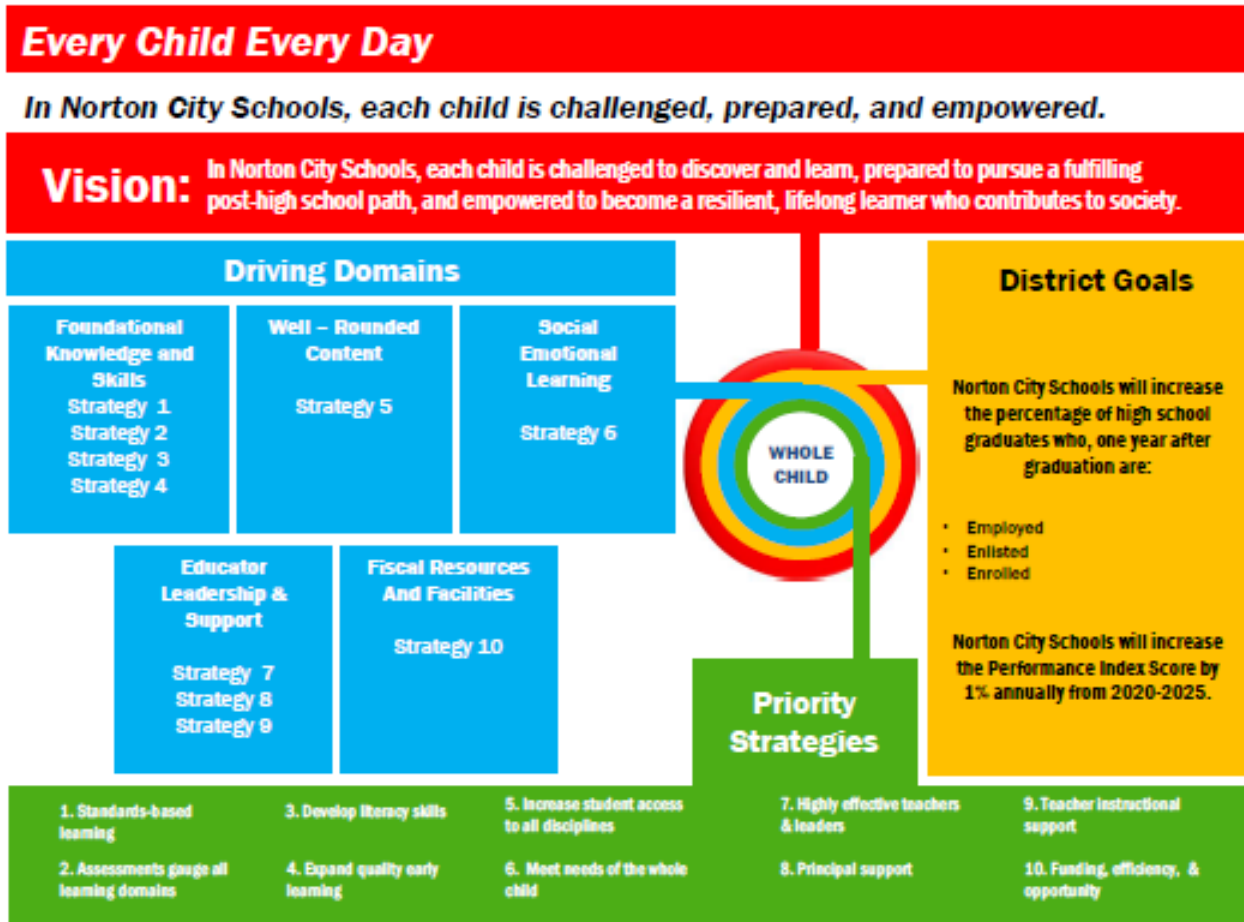 Every Child Every Day
In Norton City Schools, each child is challenged, prepared, and empowered.
Vision:
In Norton City Schools, each child is challenged to discover and learn, prepared to pursue a fulfilling
post-high school path, and empowered to become a resilient, lifelong learner who contributes to society.
Driving Domains
Foundational
Knowledge and
Skills
Strategy 1
Strategy 2
Strategy 3
Strategy 4
Well – Rounded
Content
Strategy 5
Social
Emotional
Learning
Strategy 6
Educator
Leadership &
Support
Strategy 7
Strategy 8
Strategy 9
Fiscal Resources
And Facilities
Strategy 10
WHOLE
CHILD
District Goals
Norton City Schools will increase
the percentage of high school
graduates who, one year after
graduation are:
• Employed
• Enlisted
• Enrolled
Norton City Schools will increase
the Performance Index Score by
1% annually from 2020-2025.
Priority
Strategies
1. Standards-based
learning
2. Assessments gauge all
learning domains
3. Develop literacy skills
4. Expand quality early
learning
5. Increase student access
to all disciplines
6. Meet needs of the whole
child
7. Highly effective teachers
& leaders
8. Principal support
9. Teacher instructional
support
10. Funding, efficiency, &
opportunity